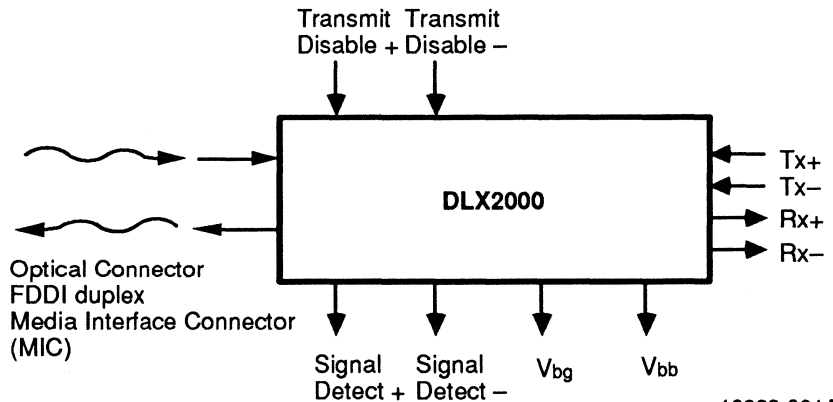 Transmit Transmit
Disable + Disable –
Tx+
Tx–
DLX2000
Rx+
Rx–
Optical Connector
FDDI duplex
Media Interface Connector
(MIC)
Signal Signal Vbg Vbb
Detect + Detect –